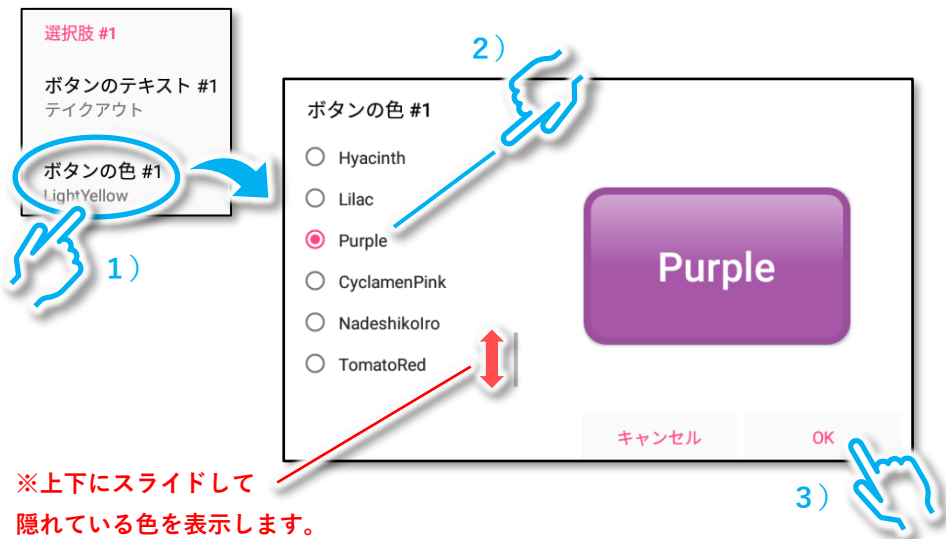 選択肢 #1
ボタンのテキスト #1
テイクアウト
ボタンの色 #1
LightYellow
1）
2）
ボタンの色 #1
Hyacinth
Lilac
Purple
CyclamenPink
NadeshikoIro
TomatoRed
Purple
キャンセル
OK
3）
※上下にスライドして
隠れている色を表示します。